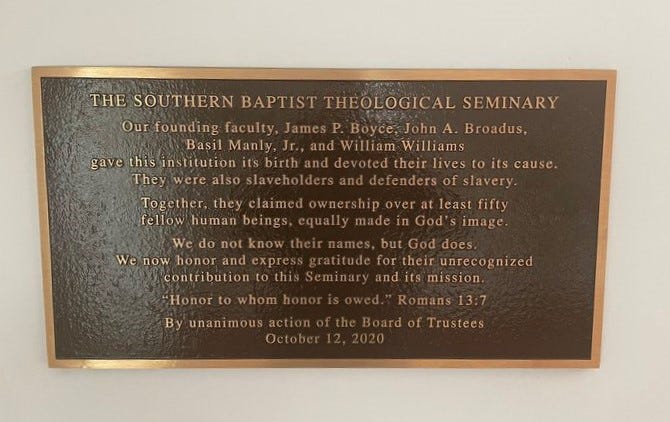 THE SOUTHERN BAPTIST THEOLOGICAL SEMINARY
Our founding faculty, James P. Boyce, John A. Broadus,
Basil Manly, Jr., and William Williams
gave this institution its birth and devoted their lives to its cause.
They were also slaveholders and defenders of slavery.
Together, they claimed ownership over at least fifty
fellow human beings, equally made in God's image.
We do not know their names, but God does.
We now honor and express gratitude for their unrecognized
contribution to this Seminary and its mission.
"Honor to whom honor is owed." Romans 13:7
By unanimous action of the Board of Trustees
October 12, 2020